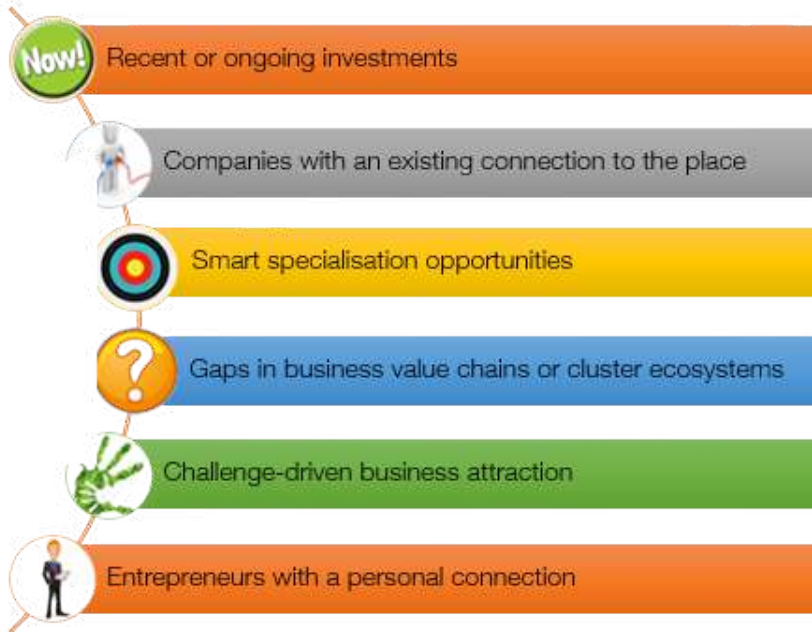 Now!
Recent or ongoing investments
Companies with an existing connection to the place
Smart specialisation opportunities
?
Gaps in business value chains or cluster ecosystems
Challenge-driven business attraction
Entrepreneurs with a personal connection